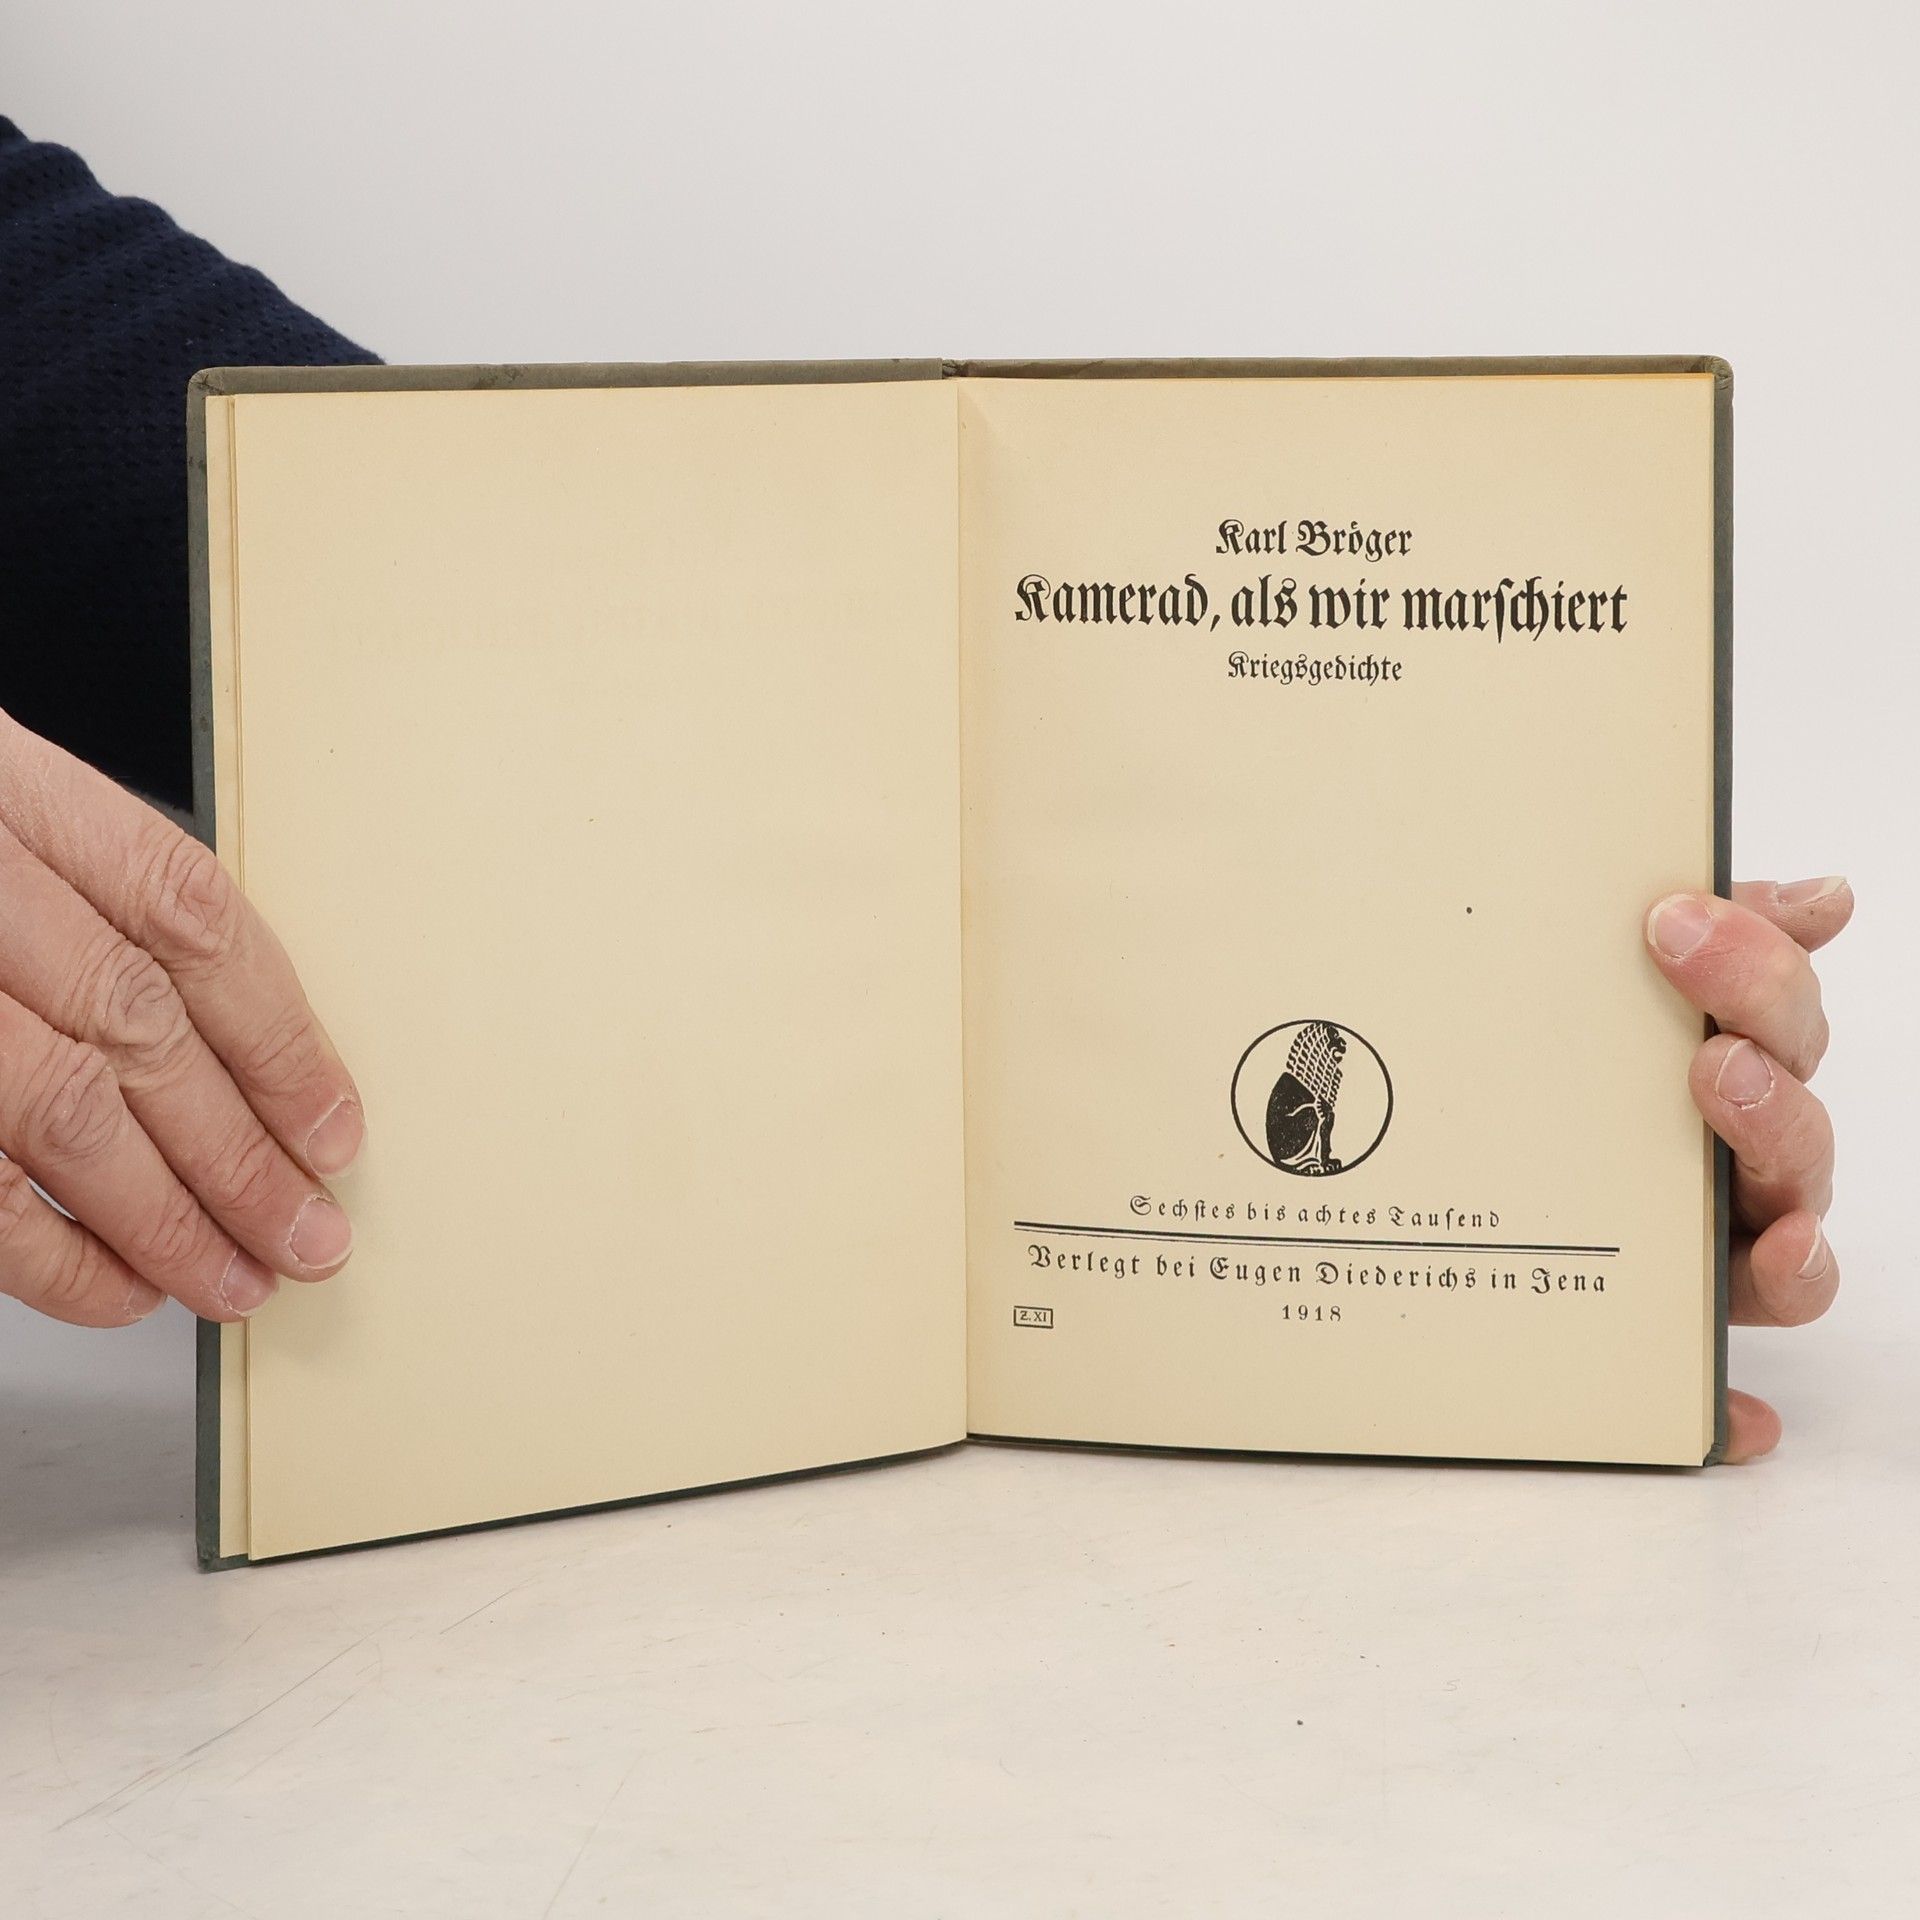 Karl Bröger
Kamerad, als wir marſchiert
Kriegsgedichte
Sechſtes bis achtes Tauſend
Verlegt bei Eugen Diederichs in Jena
1918
Z. XI